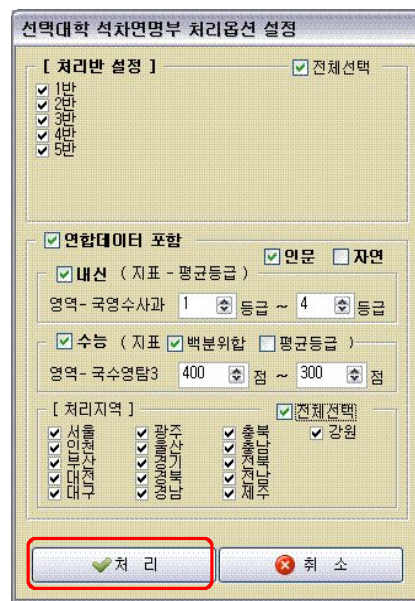 선택대학 석차연명부 처리옵션 설정
[ 처리반 설정 ] 전체선택
1반
2반
3반
4반
5반
연합데이터 포함
인문 자연
내신 ( 지표 - 평균등급 )
영역- 국영수사과 1 등급 ~ 4 등급
수능 ( 지표 백분위합 평균등급 )
영역- 국수영탐3 400 점 ~ 300 점
[ 처리지역 ] 전체선택
서울 광주 충북 강원
인천 울산 충남
부산 경기 전북
대전 경북 전남
대구 경남 제주
처 리 취 소